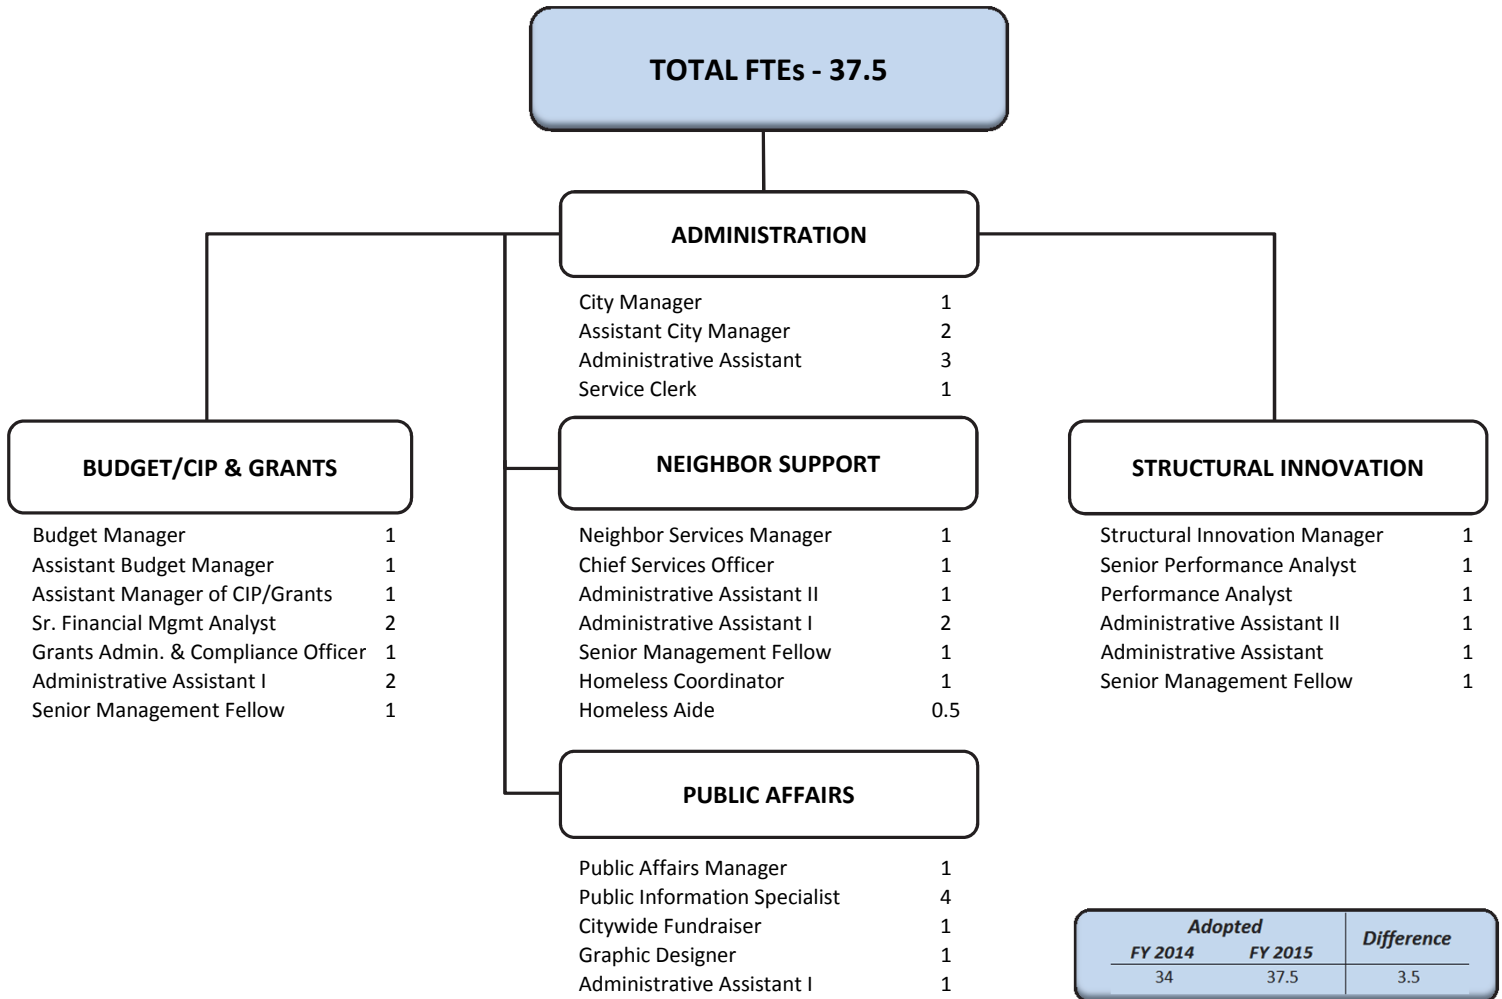 TOTAL FTEs - 37.5
ADMINISTRATION
City Manager 1
Assistant City Manager 2
Administrative Assistant 3
Service Clerk 1
BUDGET/CIP & GRANTS
Budget Manager 1
Assistant Budget Manager 1
Assistant Manager of CIP/Grants 1
Sr. Financial Mgmt Analyst 2
Grants Admin. & Compliance Officer 1
Administrative Assistant I 2
Senior Management Fellow 1
NEIGHBOR SUPPORT
Neighbor Services Manager 1
Chief Services Officer 1
Administrative Assistant II 1
Administrative Assistant I 2
Senior Management Fellow 1
Homeless Coordinator 1
Homeless Aide 0.5
STRUCTURAL INNOVATION
Structural Innovation Manager 1
Senior Performance Analyst 1
Performance Analyst 1
Administrative Assistant II 1
Administrative Assistant 1
Senior Management Fellow 1
PUBLIC AFFAIRS
Public Affairs Manager 1
Public Information Specialist 4
Citywide Fundraiser 1
Graphic Designer 1
Administrative Assistant I 1
Adopted Difference
FY 2014 FY 2015
34 37.5 3.5